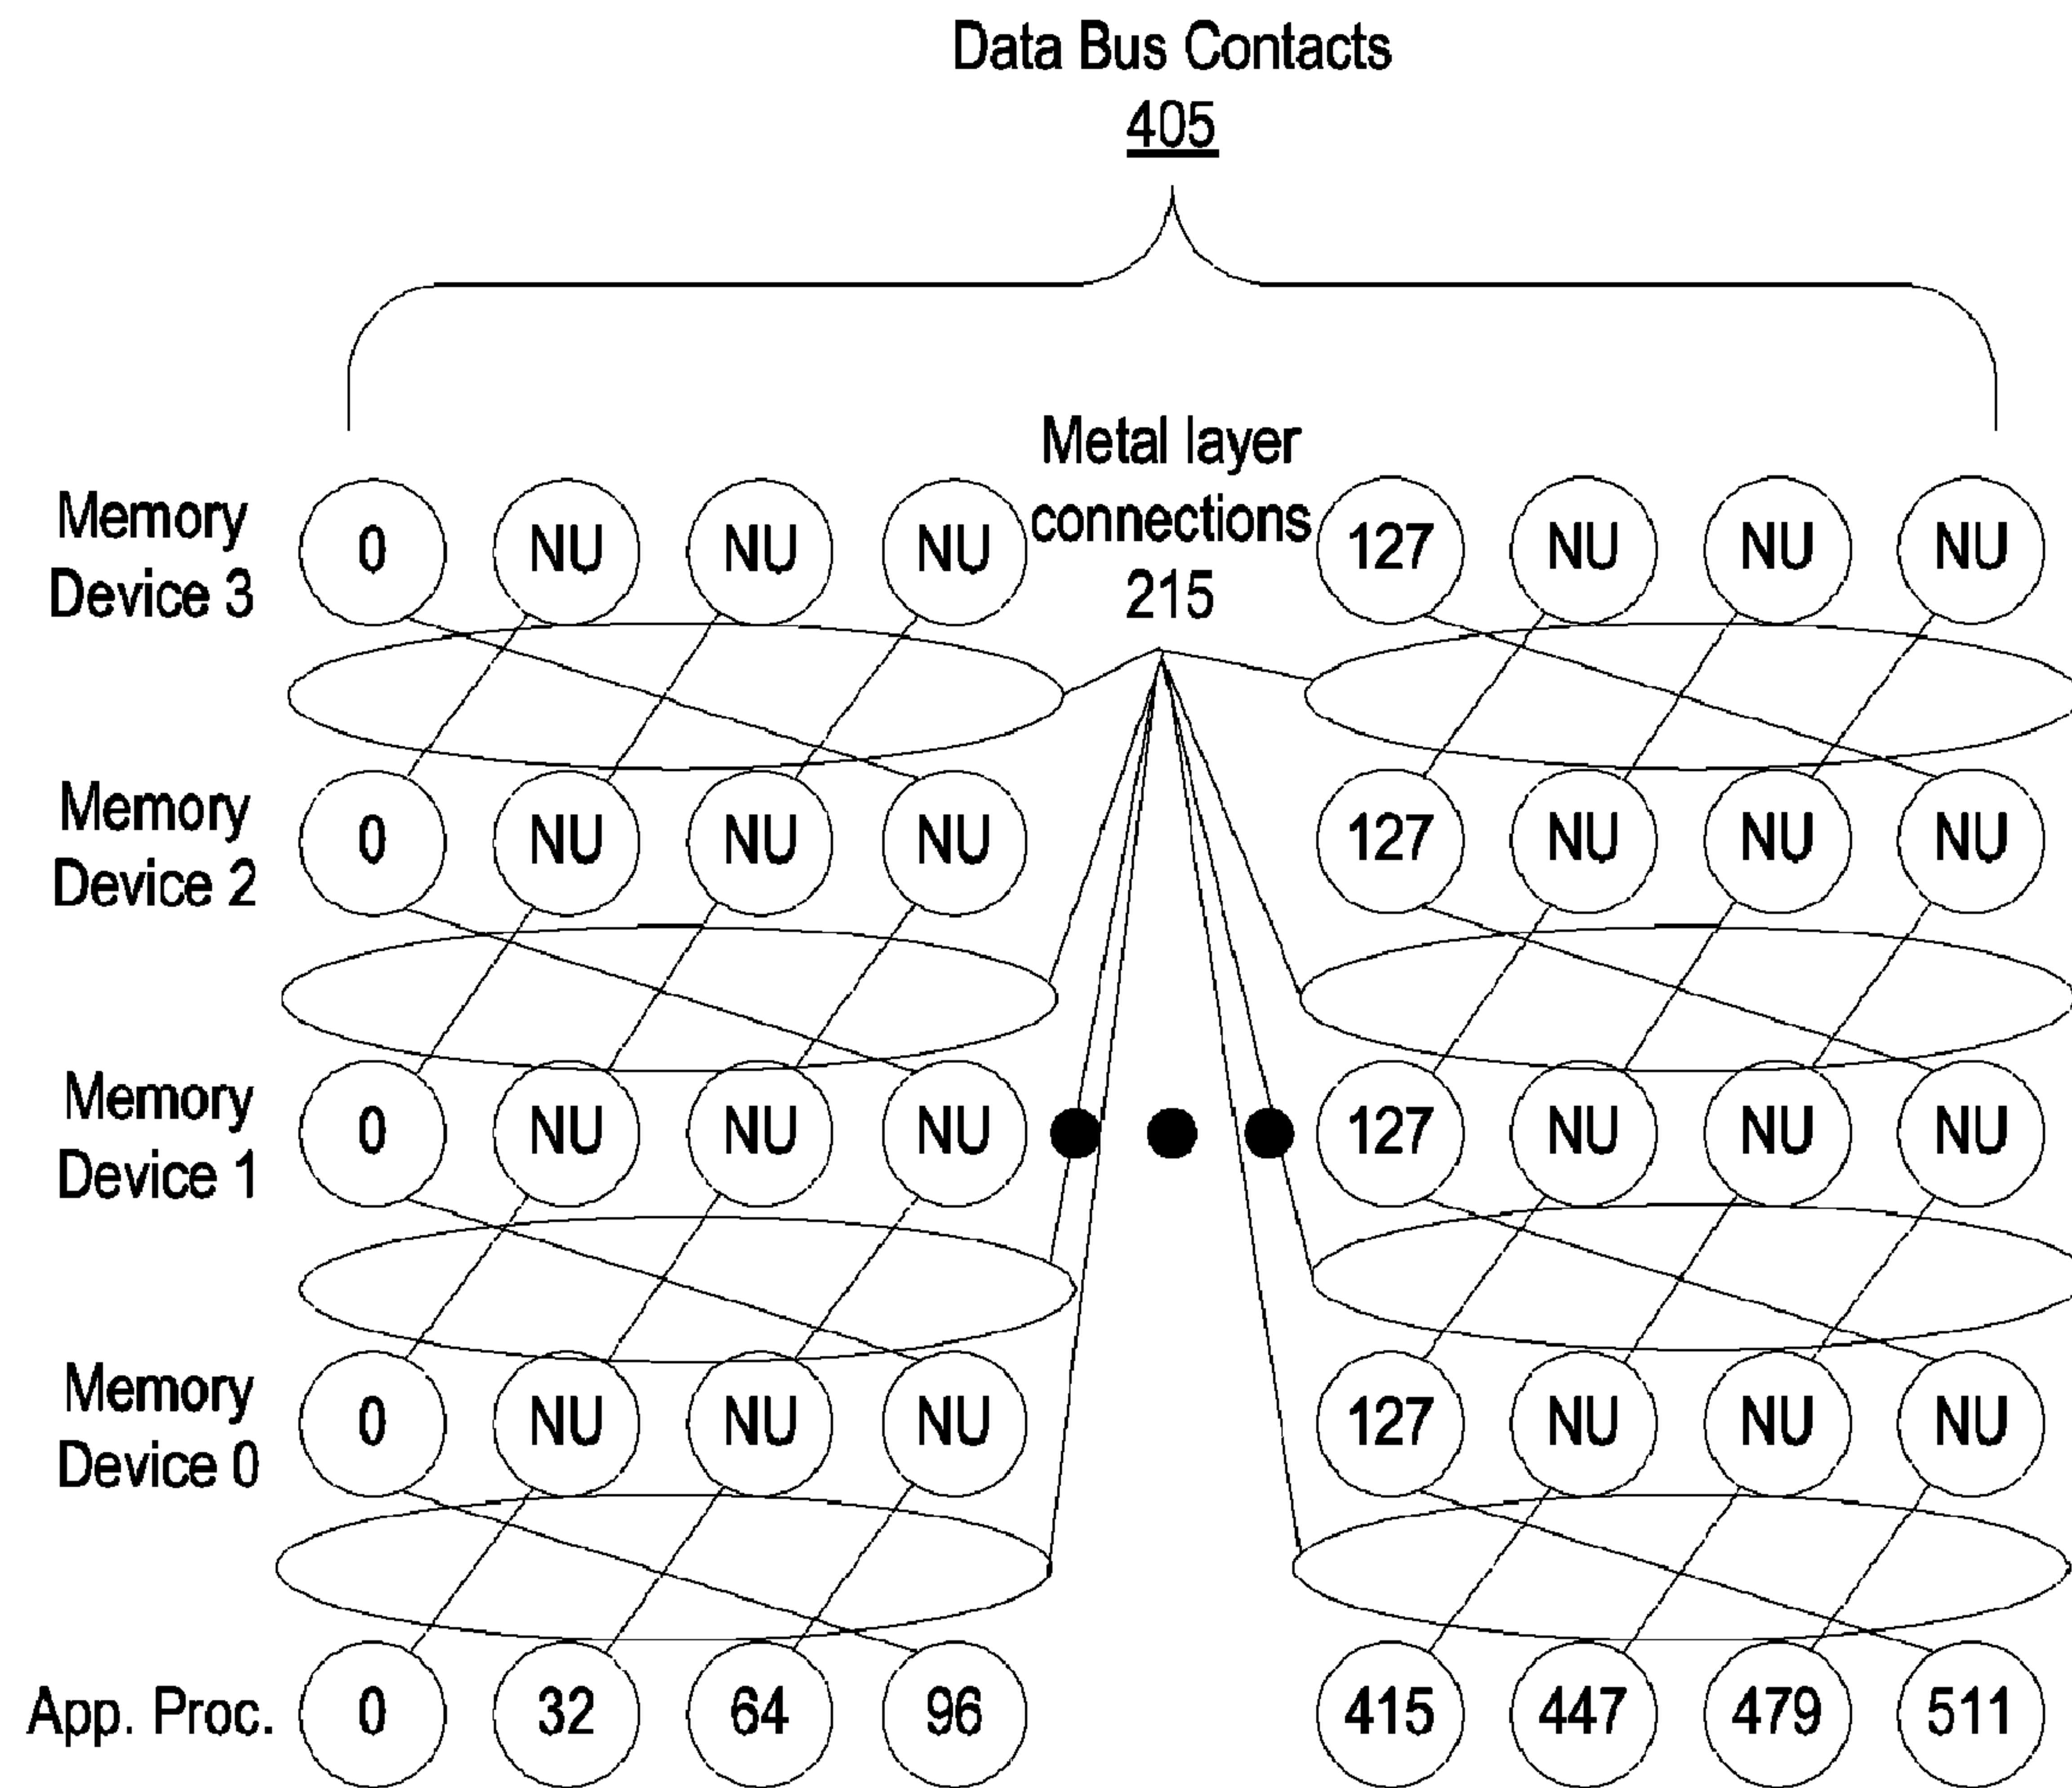 Data Bus Contacts
405
Metal layer
connections
215
Memory
Device 3
0 NU NU NU 127 NU NU NU
Memory
Device 2
0 NU NU NU 127 NU NU NU
Memory
Device 1
0 NU NU NU 127 NU NU NU
Memory
Device 0
0 NU NU NU 127 NU NU NU
App. Proc. 0 32 64 96 415 447 479 511